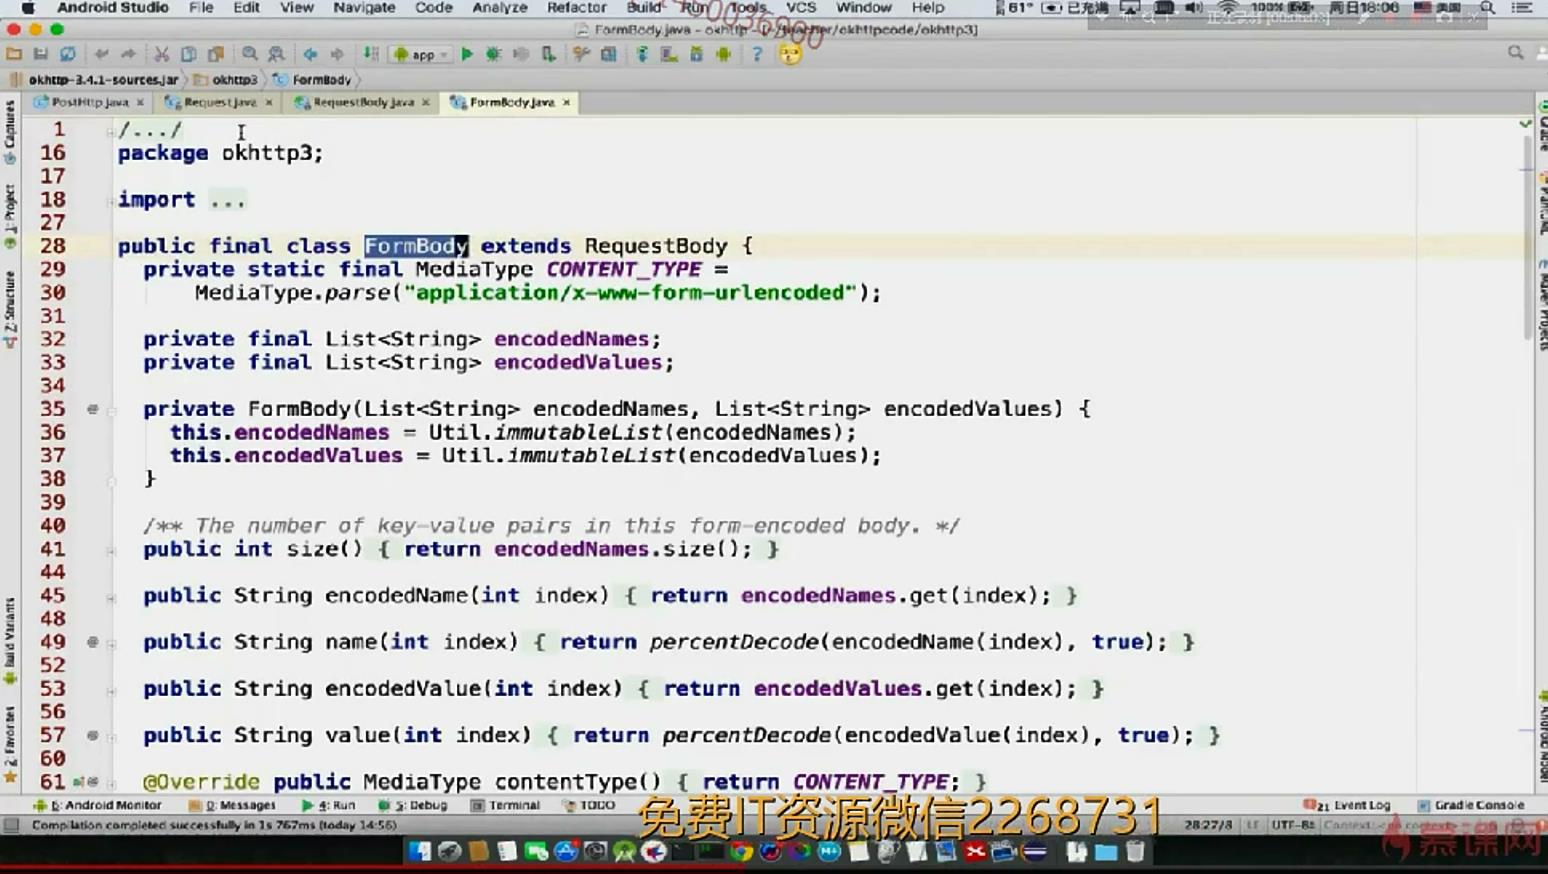 Android Studio File Edit View Navigate Code Analyze Refactor Build Run Tools VCS Window Help 61° 已充满 100% 周日18:06 美国
FormBody.java - okhttp
okhttp-3.4.1-sources.jar okhttp3 FormBody
app
PostHttp.java Request.java RequestBody.java FormBody.java
Captures
1: Project
Z: Structure
Build Variants
2: Favorites
1 /.../
16 package okhttp3;
17
18 import ...
27
28 public final class FormBody extends RequestBody {
29 private static final MediaType CONTENT_TYPE =
30 MediaType.parse("application/x-www-form-urlencoded");
31
32 private final List<String> encodedNames;
33 private final List<String> encodedValues;
34
35 private FormBody(List<String> encodedNames, List<String> encodedValues) {
36 this.encodedNames = Util.immutableList(encodedNames);
37 this.encodedValues = Util.immutableList(encodedValues);
38 }
39
40 /** The number of key-value pairs in this form-encoded body. */
41 public int size() { return encodedNames.size(); }
44
45 public String encodedName(int index) { return encodedNames.get(index); }
48
49 public String name(int index) { return percentDecode(encodedName(index), true); }
52
53 public String encodedValue(int index) { return encodedValues.get(index); }
56
57 public String value(int index) { return percentDecode(encodedValue(index), true); }
60
61 @Override public MediaType contentType() { return CONTENT_TYPE; }
6: Android Monitor 0: Messages 4: Run 5: Debug Terminal TODO 21 Event Log Gradle Console
免费IT资源微信2268731
Compilation completed successfully in 1s 767ms (today 14:56) 28:27/8 LF UTF-8
慕课网